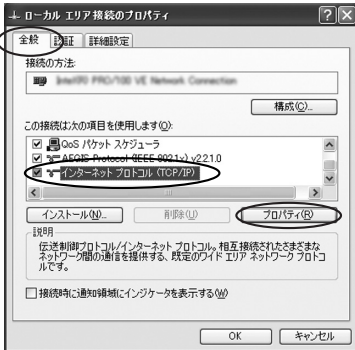 ローカル エリア接続のプロパティ
全般 認証 詳細設定
接続の方法:
Intel(R) PRO/100 VE Network Connection
構成(C)...
この接続は次の項目を使用します(O):
QoS パケット スケジューラ
AEGIS Protocol (IEEE 802.1x) v2.2.1.0
インターネット プロトコル (TCP/IP)
インストール(N)...
削除(U)
プロパティ(R)
説明
伝送制御プロトコル/インターネット プロトコル。相互接続されたさまざまな
ネットワーク間の通信を提供する、既定のワイド エリア ネットワーク プロトコ
ルです。
接続時に通知領域にインジケータを表示する(W)
OK
キャンセル